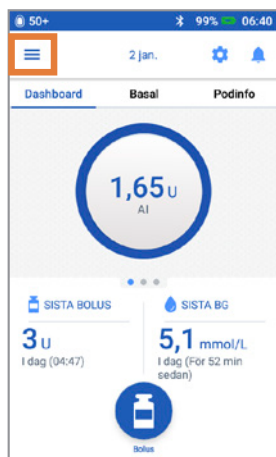 50+ 99% 06:40
2 jan.
Dashboard Basal Podinfo
1,65 U
AI
SISTA BOLUS SISTA BG
3 U 5,1 mmol/L
I dag (04:47) I dag (För 52 min
sedan)
Bolus